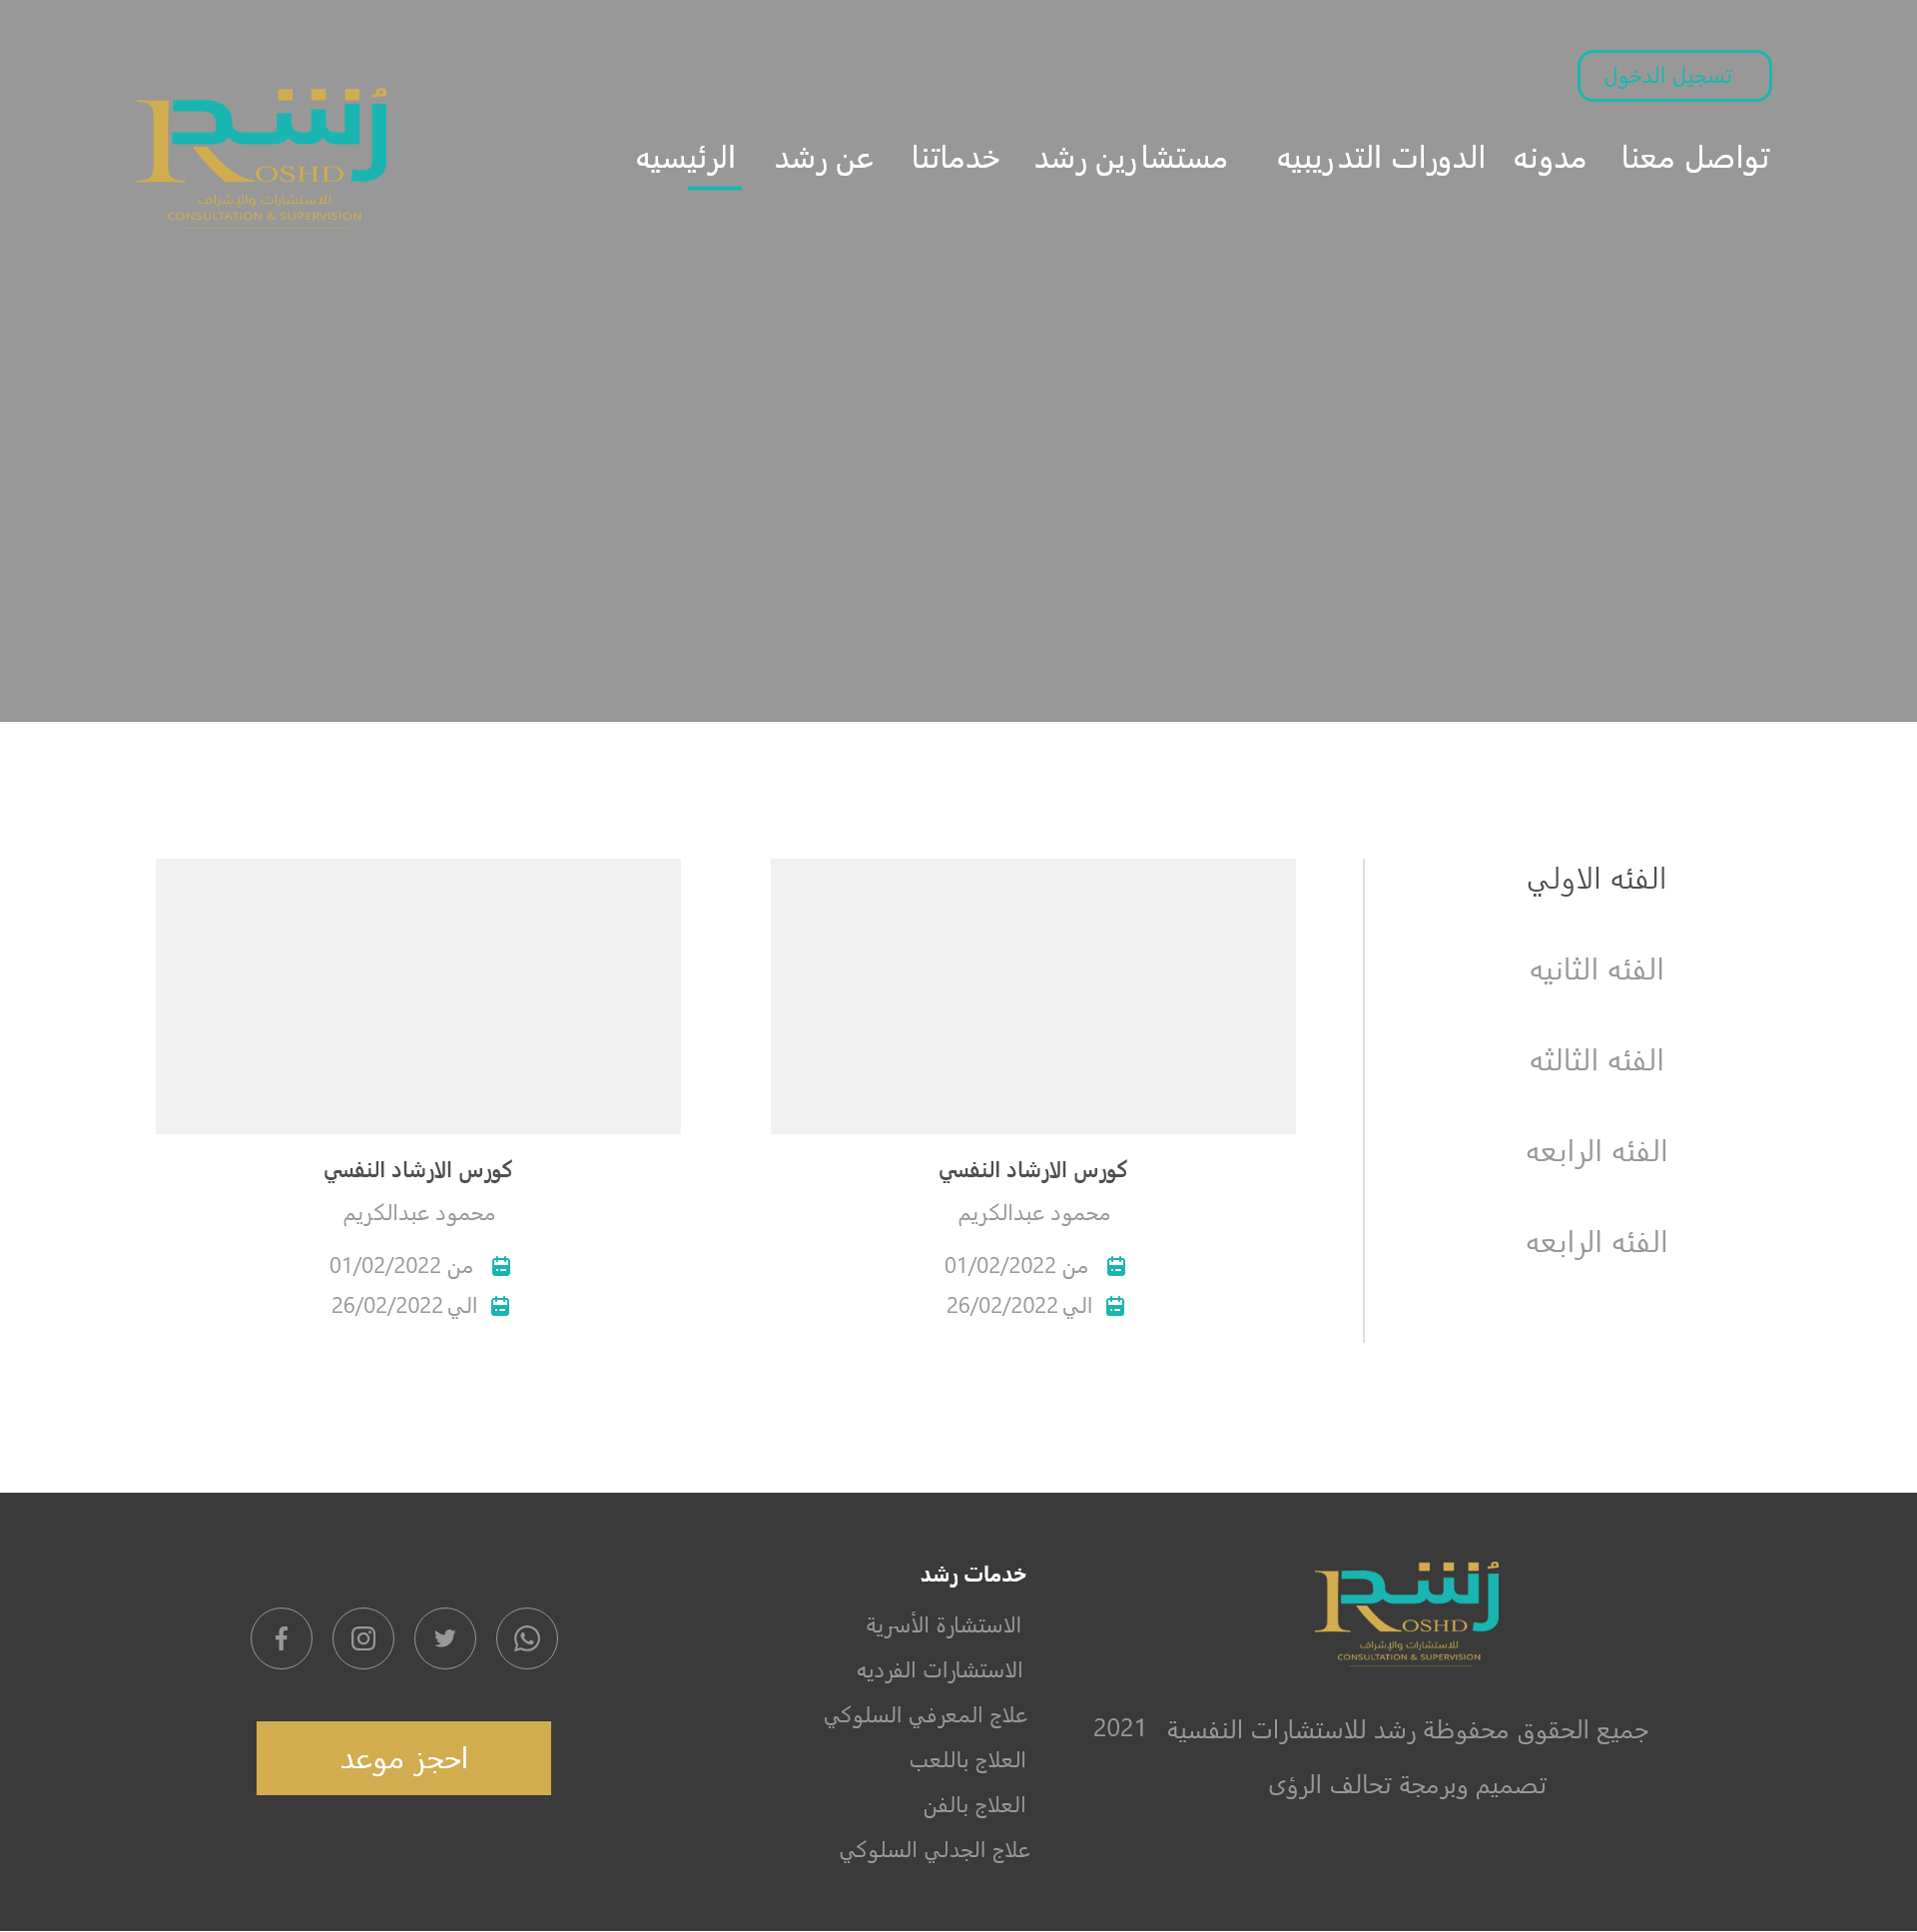 تسجيل الدخول
رُشد
ROSHD
للاستشارات والإشراف
CONSULTATION & SUPERVISION
تواصل معنا
مدونه
الدورات التدريبيه
مستشارين رشد
خدماتنا
عن رشد
الرئيسيه
الفئه الاولي
الفئه الثانيه
الفئه الثالثه
الفئه الرابعه
الفئه الرابعه
كورس الارشاد النفسي
محمود عبدالكريم
من 01/02/2022
الي 26/02/2022
كورس الارشاد النفسي
محمود عبدالكريم
من 01/02/2022
الي 26/02/2022
رُشد
ROSHD
للاستشارات والإشراف
CONSULTATION & SUPERVISION
جميع الحقوق محفوظة رشد للاستشارات النفسية 2021
تصميم وبرمجة تحالف الرؤى
خدمات رشد
الاستشارة الأسرية
الاستشارات الفرديه
علاج المعرفي السلوكي
العلاج باللعب
العلاج بالفن
علاج الجدلي السلوكي
احجز موعد